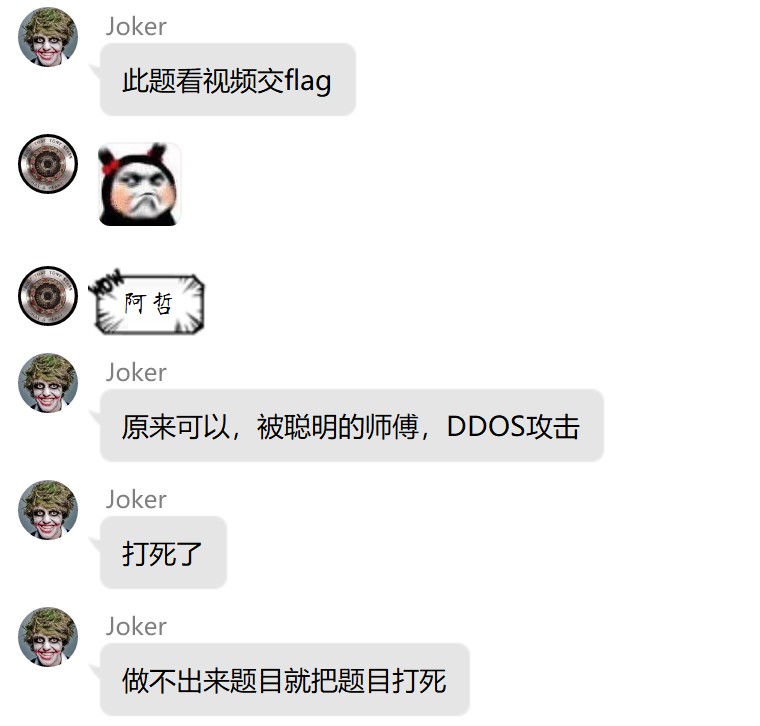 Joker
此题看视频交flag
WOW
阿哲
Joker
原来可以，被聪明的师傅，DDOS攻击
Joker
打死了
Joker
做不出来题目就把题目打死